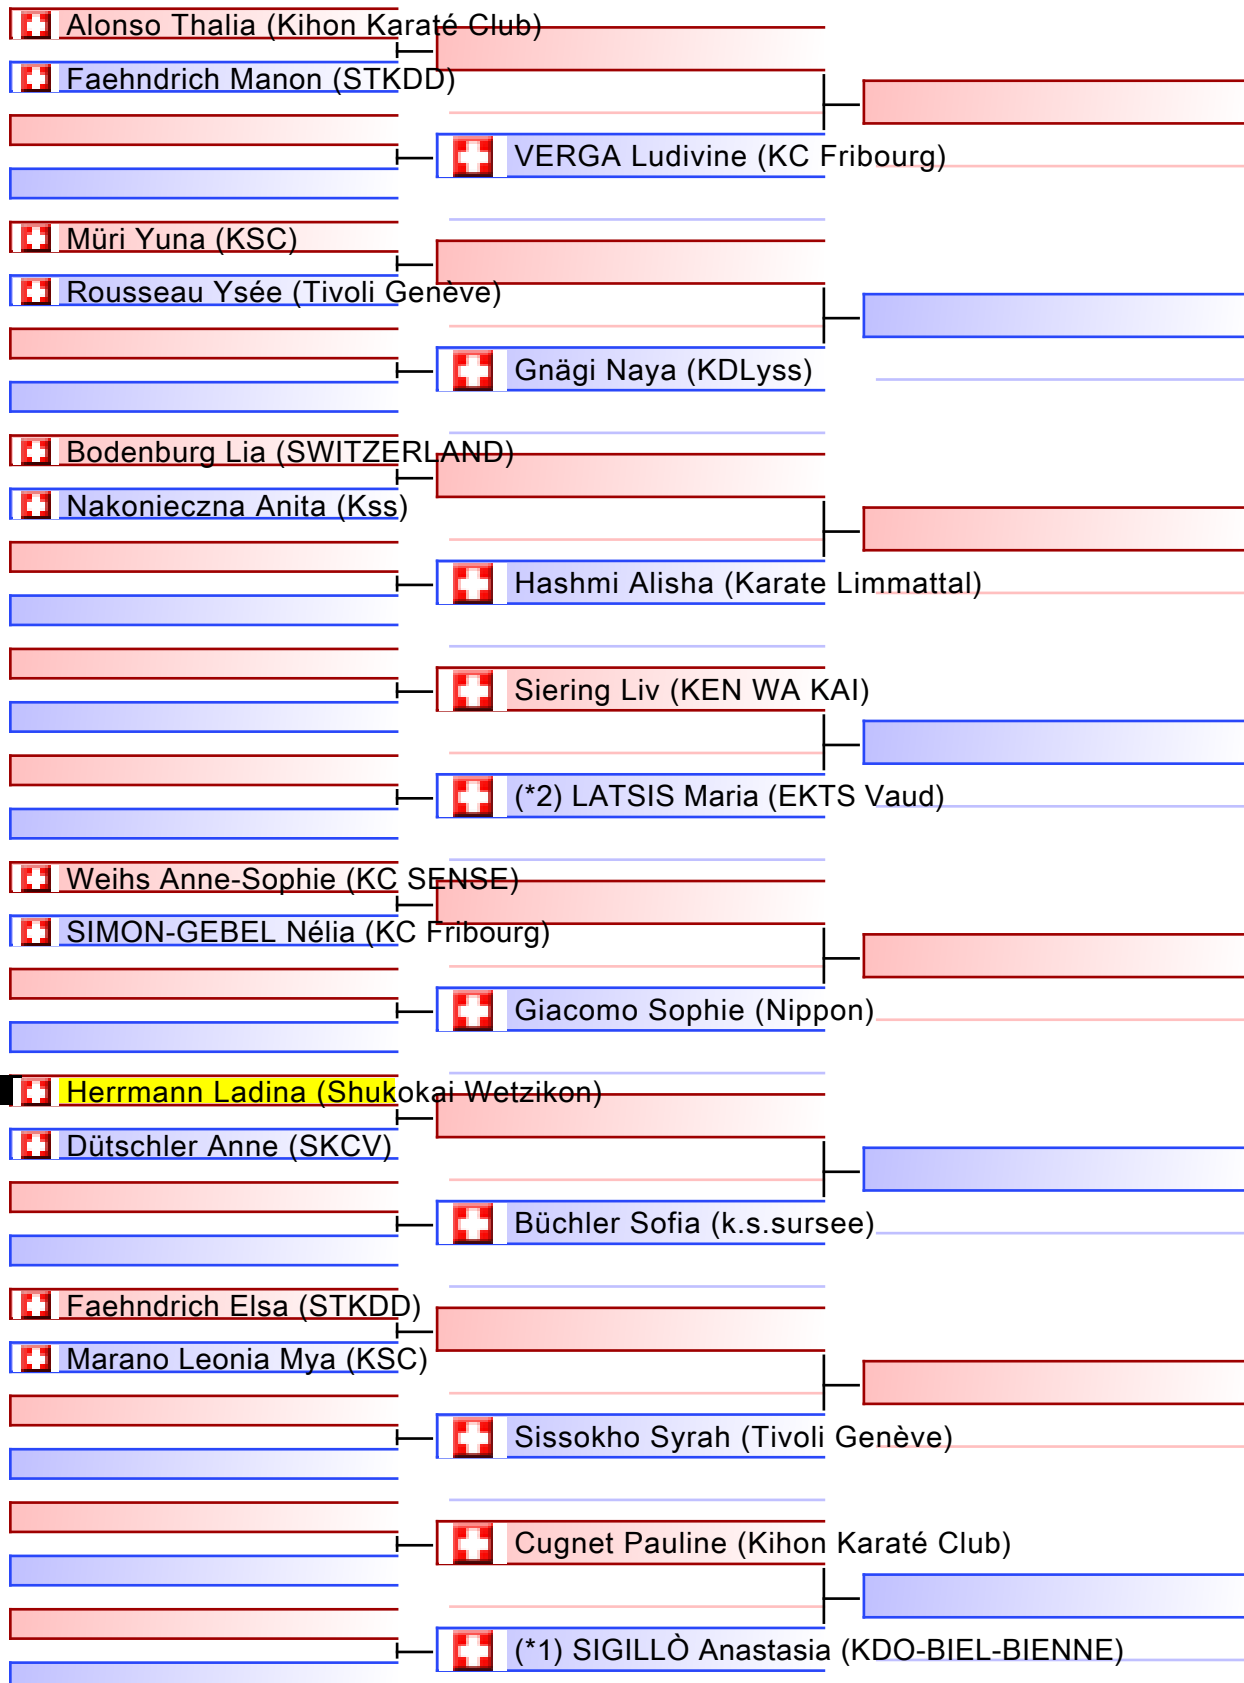 Alonso Thalia (Kihon Karaté Club)
Faehndrich Manon (STKDD)
VERGA Ludivine (KC Fribourg)
Müri Yuna (KSC)
Rousseau Ysée (Tivoli Genève)
Gnägi Naya (KDLyss)
Bodenburg Lia (SWITZERLAND)
Nakonieczna Anita (Kss)
Hashmi Alisha (Karate Limmattal)
Siering Liv (KEN WA KAI)
(*2) LATSIS Maria (EKTS Vaud)
Weihs Anne-Sophie (KC SENSE)
SIMON-GEBEL Nélia (KC Fribourg)
Giacomo Sophie (Nippon)
Herrmann Ladina (Shukokai Wetzikon)
Dütschler Anne (SKCV)
Büchler Sofia (k.s.sursee)
Faehndrich Elsa (STKDD)
Marano Leonia Mya (KSC)
Sissokho Syrah (Tivoli Genève)
Cugnet Pauline (Kihon Karaté Club)
(*1) SIGILLÒ Anastasia (KDO-BIEL-BIENNE)